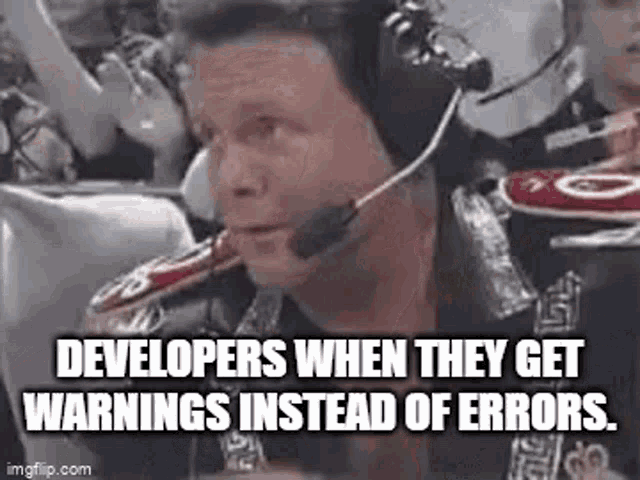 DEVELOPERS WHEN THEY GET
WARNINGS INSTEAD OF ERRORS.
imgflip.com